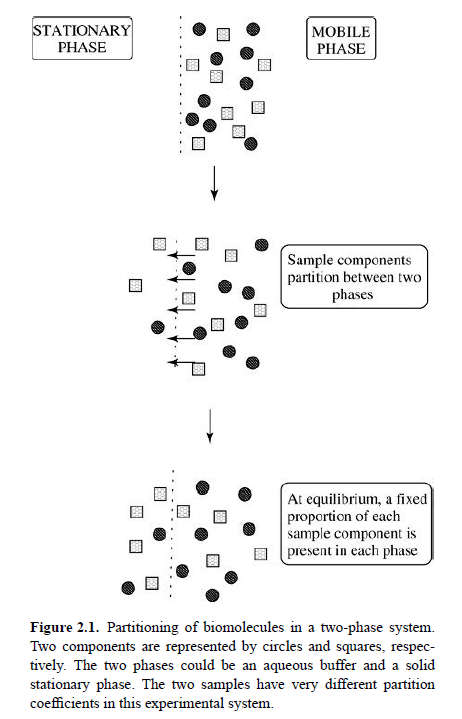 STATIONARY
PHASE
MOBILE
PHASE
Sample components
partition between two
phases
At equilibrium, a fixed
proportion of each
sample component is
present in each phase
Figure 2.1. Partitioning of biomolecules in a two-phase system.
Two components are represented by circles and squares, respec-
tively. The two phases could be an aqueous buffer and a solid
stationary phase. The two samples have very different partition
coefficients in this experimental system.